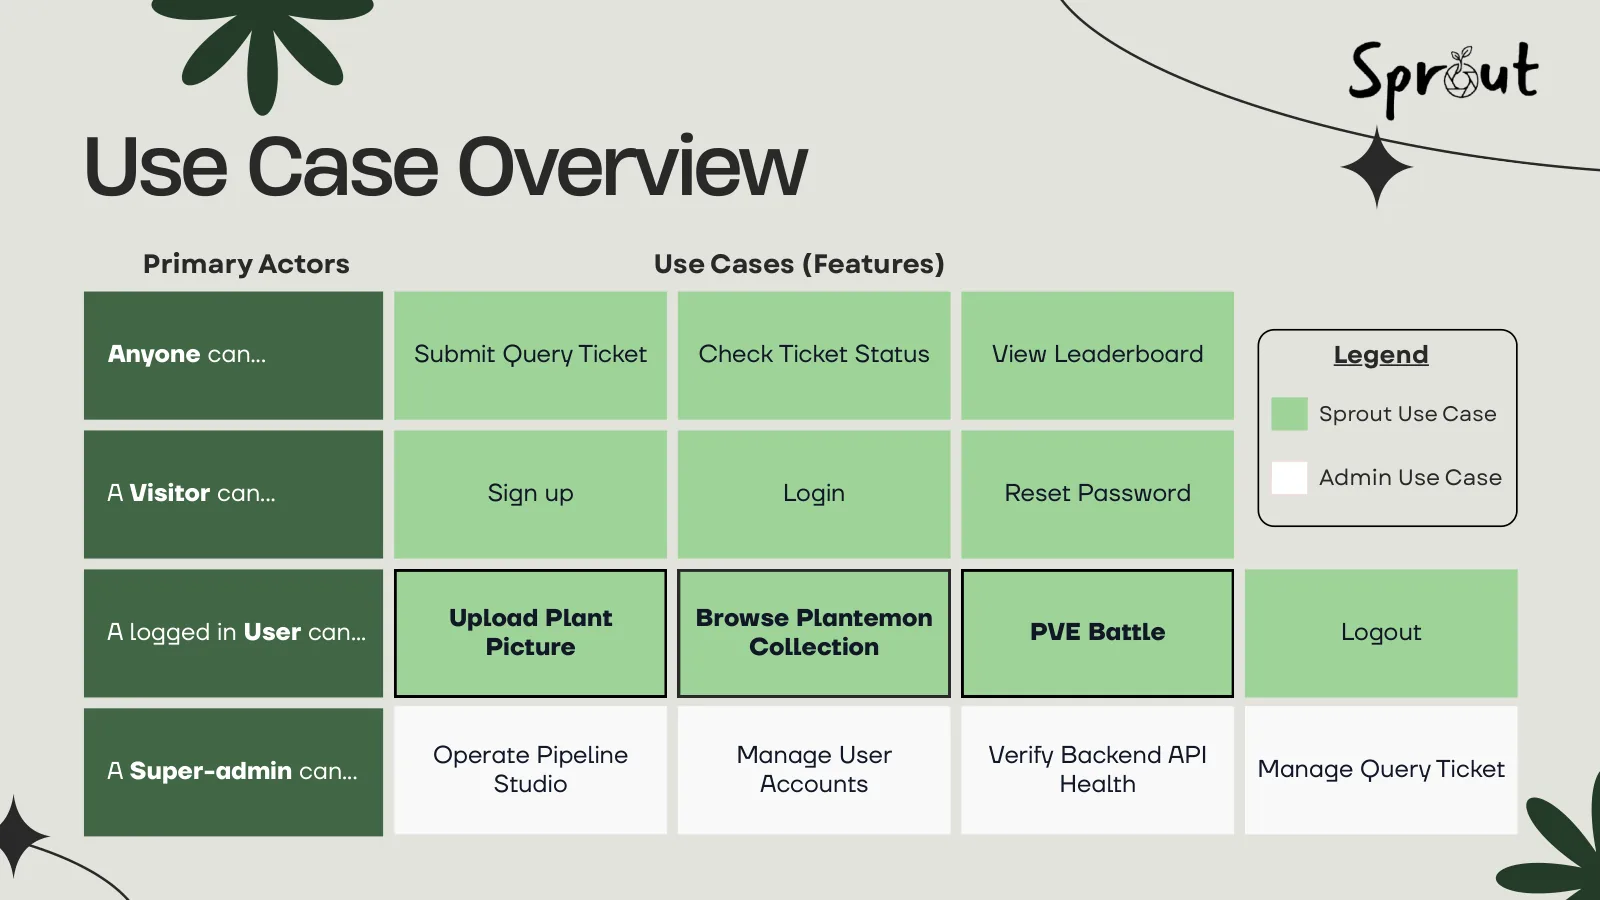 Sprout
Use Case Overview
Primary Actors
Use Cases (Features)
Anyone can...
Submit Query Ticket
Check Ticket Status
View Leaderboard
Legend
Sprout Use Case
Admin Use Case
A Visitor can...
Sign up
Login
Reset Password
A logged in User can...
Upload Plant
Picture
Browse Plantemon
Collection
PVE Battle
Logout
A Super-admin can...
Operate Pipeline
Studio
Manage User
Accounts
Verify Backend API
Health
Manage Query Ticket